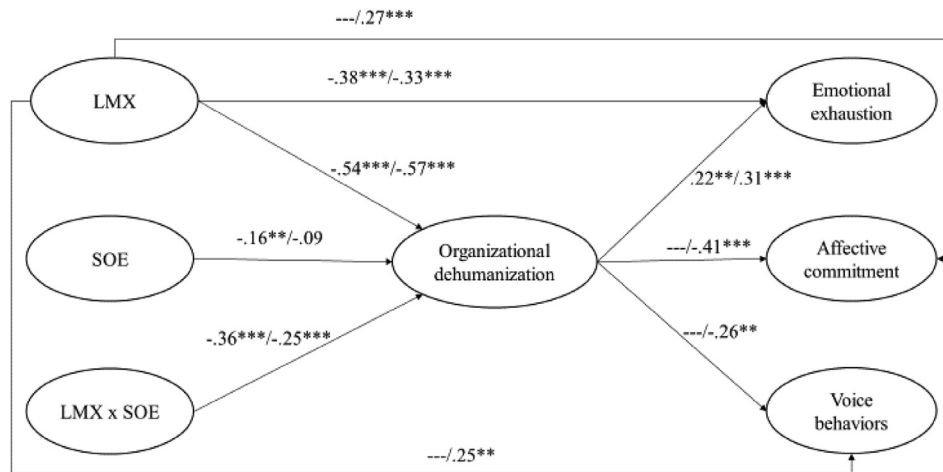 ---/.27***
LMX
-.38***/-.33***
Emotional
exhaustion
-.54***/-.57***
.22**/.31***
SOE
-.16**/-.09
Organizational
dehumanization
---/-.41***
Affective
commitment
-.36***/-.25***
---/-.26**
LMX x SOE
Voice
behaviors
---/.25**